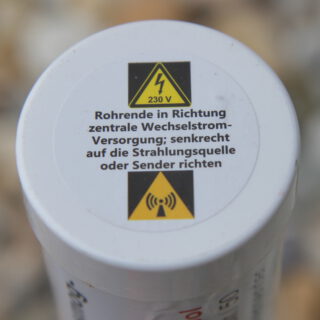 230 V
Rohrende in Richtung
zentrale Wechselstrom-
Versorgung; senkrecht
auf die Strahlungsquelle
oder Sender richten